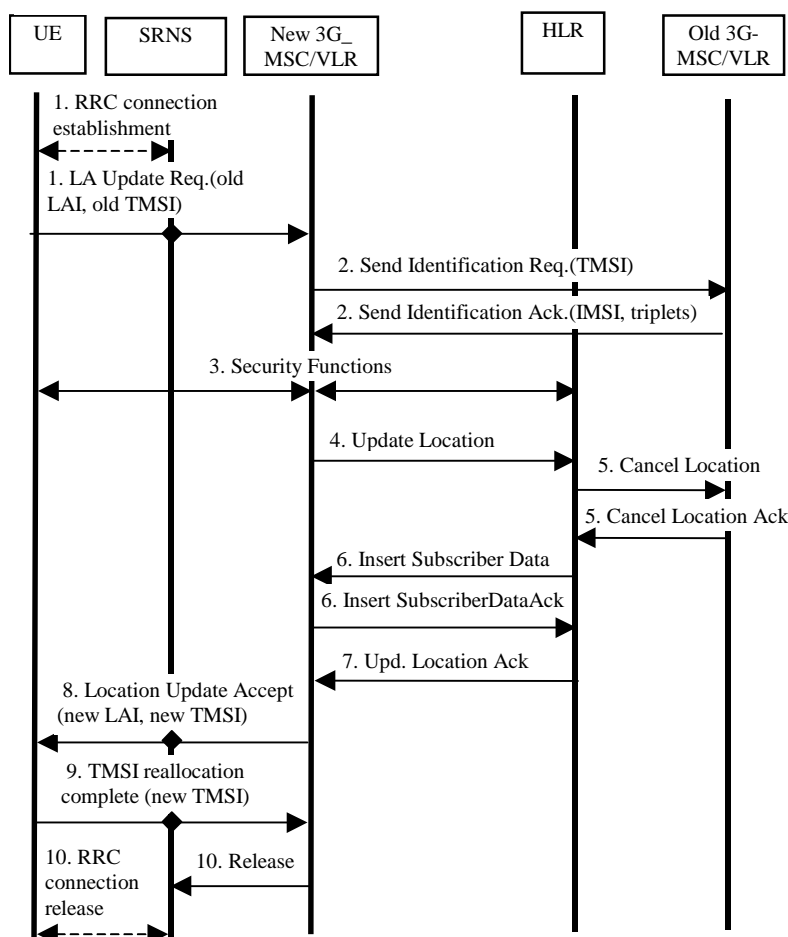 UE
SRNS
New 3G_
MSC/VLR
HLR
Old 3G-
MSC/VLR
1. RRC connection
establishment
1. LA Update Req.(old
LAI, old TMSI)
2. Send Identification Req.(TMSI)
2. Send Identification Ack.(IMSI, triplets)
3. Security Functions
4. Update Location
5. Cancel Location
5. Cancel Location Ack
6. Insert Subscriber Data
6. Insert SubscriberDataAck
7. Upd. Location Ack
8. Location Update Accept
(new LAI, new TMSI)
9. TMSI reallocation
complete (new TMSI)
10. RRC
connection
release
10. Release